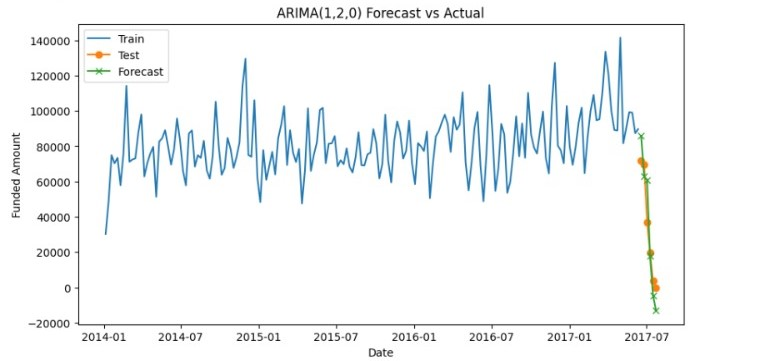 ARIMA(1,2,0) Forecast vs Actual
Train
Test
Forecast
140000
120000
100000
80000
60000
40000
20000
0
−20000
Funded Amount
2014-01 2014-07 2015-01 2015-07 2016-01 2016-07 2017-01 2017-07
Date